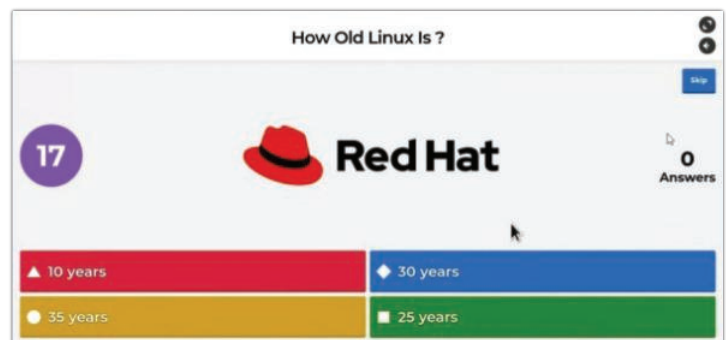 How Old Linux Is ?
Skip
17
Red Hat
0
Answers
10 years
30 years
35 years
25 years